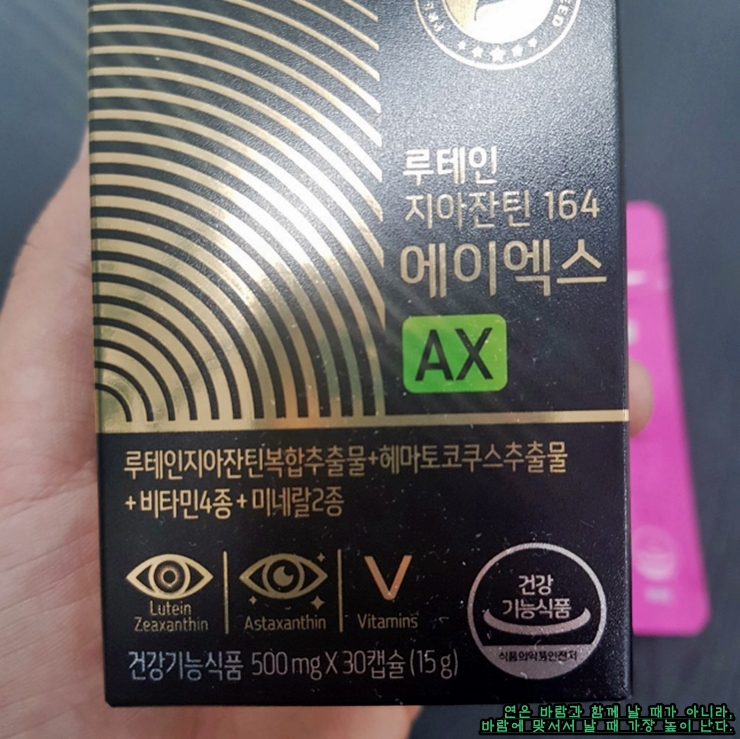 루테인
지아잔틴 164
에이엑스
AX
루테인지아잔틴복합추출물+헤마토코쿠스추출물
+비타민4종+미네랄2종
Lutein
Zeaxanthin
Astaxanthin
V
Vitamins
건강
기능식품
식품의약품안전처
건강기능식품 500mg X 30캡슐(15g)
연은 바람과 함께 날 때가 아니라,
바람에 맞서서 날 때 가장 높이 난다.